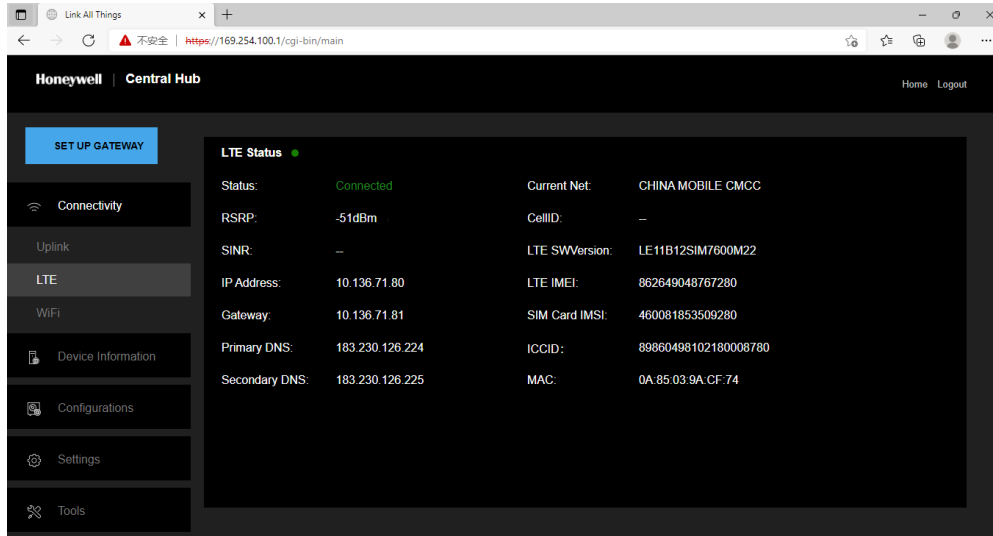 Link All Things
不安全 | https://169.254.100.1/cgi-bin/main
Honeywell | Central Hub
Home Logout
SET UP GATEWAY
Connectivity
Uplink
LTE
WiFi
Device Information
Configurations
Settings
Tools
LTE Status
Status: Connected Current Net: CHINA MOBILE CMCC
RSRP: -51dBm CellID: --
SINR: -- LTE SWVersion: LE11B12SIM7600M22
IP Address: 10.136.71.80 LTE IMEI: 862649048767280
Gateway: 10.136.71.81 SIM Card IMSI: 460081853509280
Primary DNS: 183.230.126.224 ICCID： 89860498102180008780
Secondary DNS: 183.230.126.225 MAC: 0A:85:03:9A:CF:74